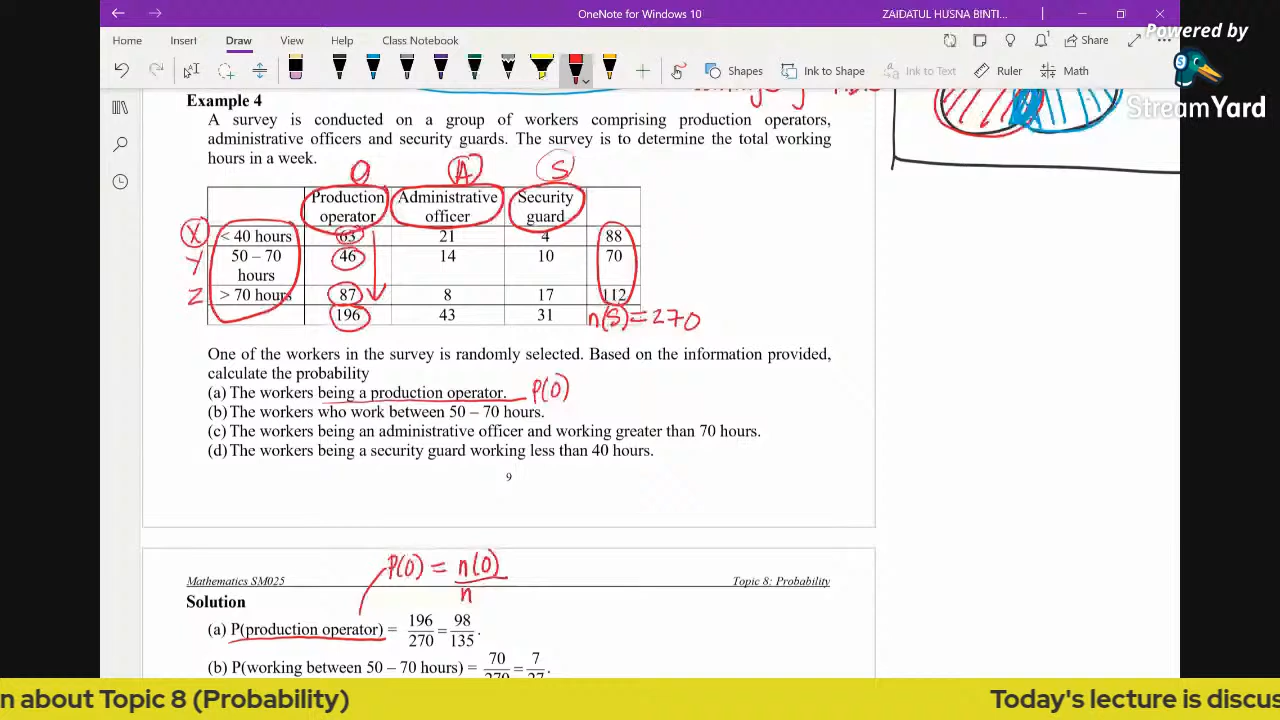 OneNote for Windows 10
ZAIDATUL HUSNA BINTI...
Powered by
StreamYard
Home Insert Draw View Help Class Notebook
Share
Shapes Ink to Shape Ink to Text Ruler Math
Example 4
A survey is conducted on a group of workers comprising production operators,
administrative officers and security guards. The survey is to determine the total working
hours in a week.
O A S
Production operator Administrative officer Security guard
X < 40 hours 63 21 4 88
Y 50 – 70 hours 46 14 10 70
Z > 70 hours 87 8 17 112
196 43 31 n(S) = 270
One of the workers in the survey is randomly selected. Based on the information provided,
calculate the probability
(a) The workers being a production operator. P(O)
(b) The workers who work between 50 – 70 hours.
(c) The workers being an administrative officer and working greater than 70 hours.
(d) The workers being a security guard working less than 40 hours.
9
P(O) = n(O)/n
Mathematics SM025 Topic 8: Probability
Solution
(a) P(production operator) = 196/270 = 98/135.
(b) P(working between 50 – 70 hours) = 70/270 = 7/27.
n about Topic 8 (Probability) Today's lecture is discus